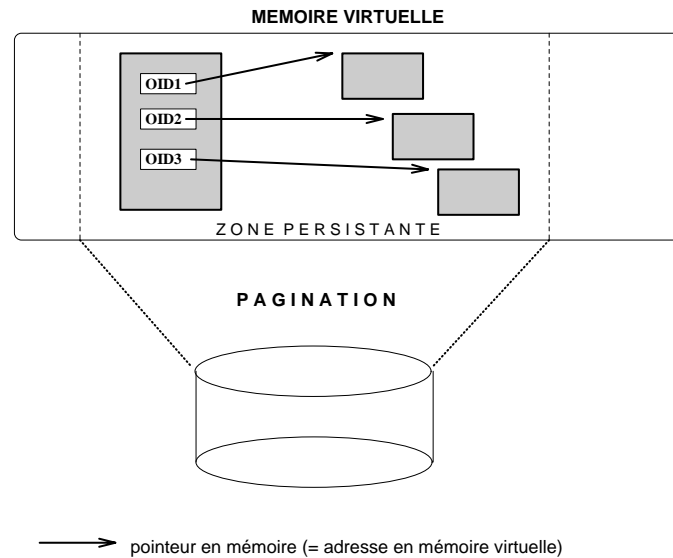 MEMOIRE VIRTUELLE
OID1
OID2
OID3
ZONE PERSISTANTE
PAGINATION
pointeur en mémoire (= adresse en mémoire virtuelle)